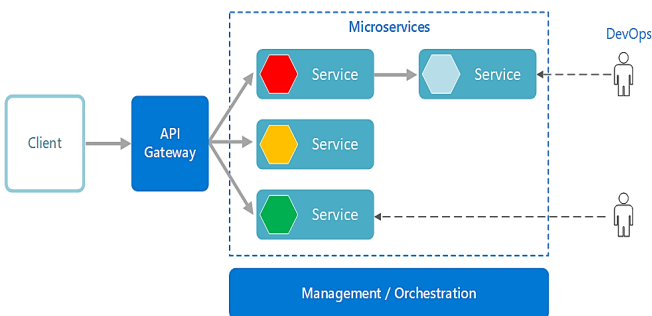 Microservices
DevOps
Service
Service
Client
API
Gateway
Service
Service
Management / Orchestration